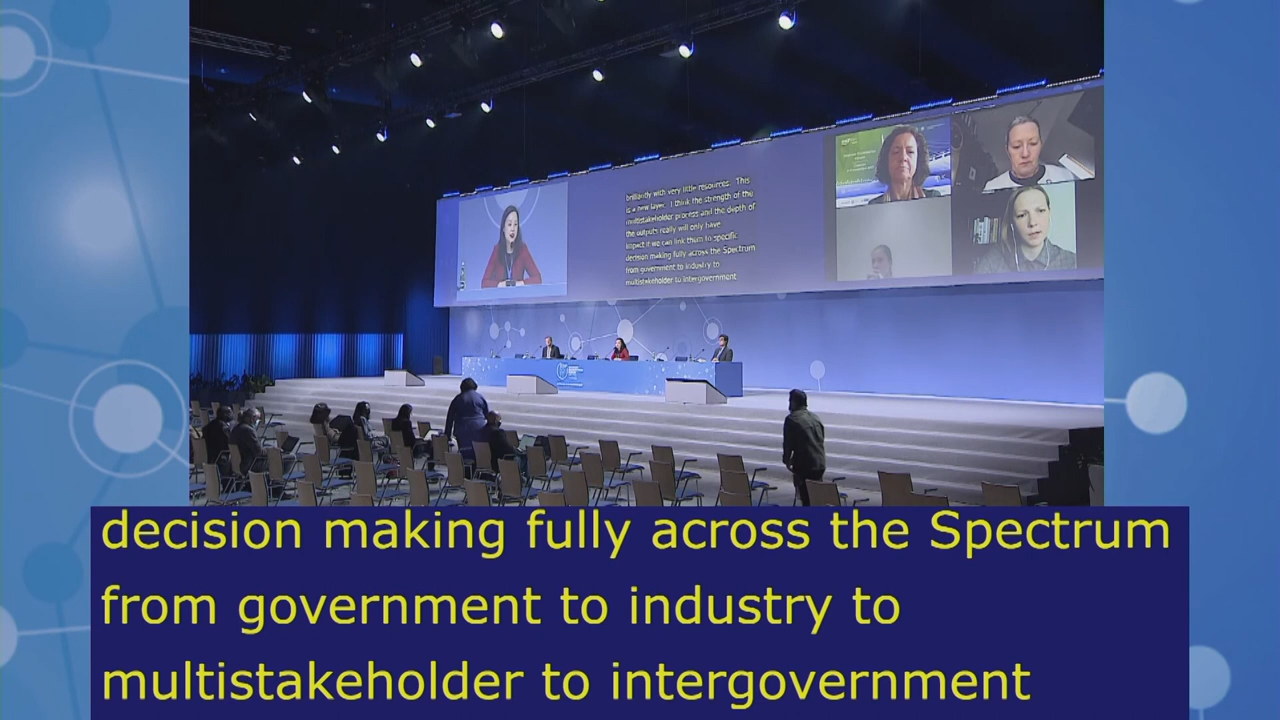 brilliantly with very little resources. This
is a new layer. I think the strength of the
multistakeholder process and the depth of
the outputs really will only have
impact if we can link them to specific
decision making fully across the Spectrum
from government to industry to
multistakeholder to intergovernment
decision making fully across the Spectrum
from government to industry to
multistakeholder to intergovernment